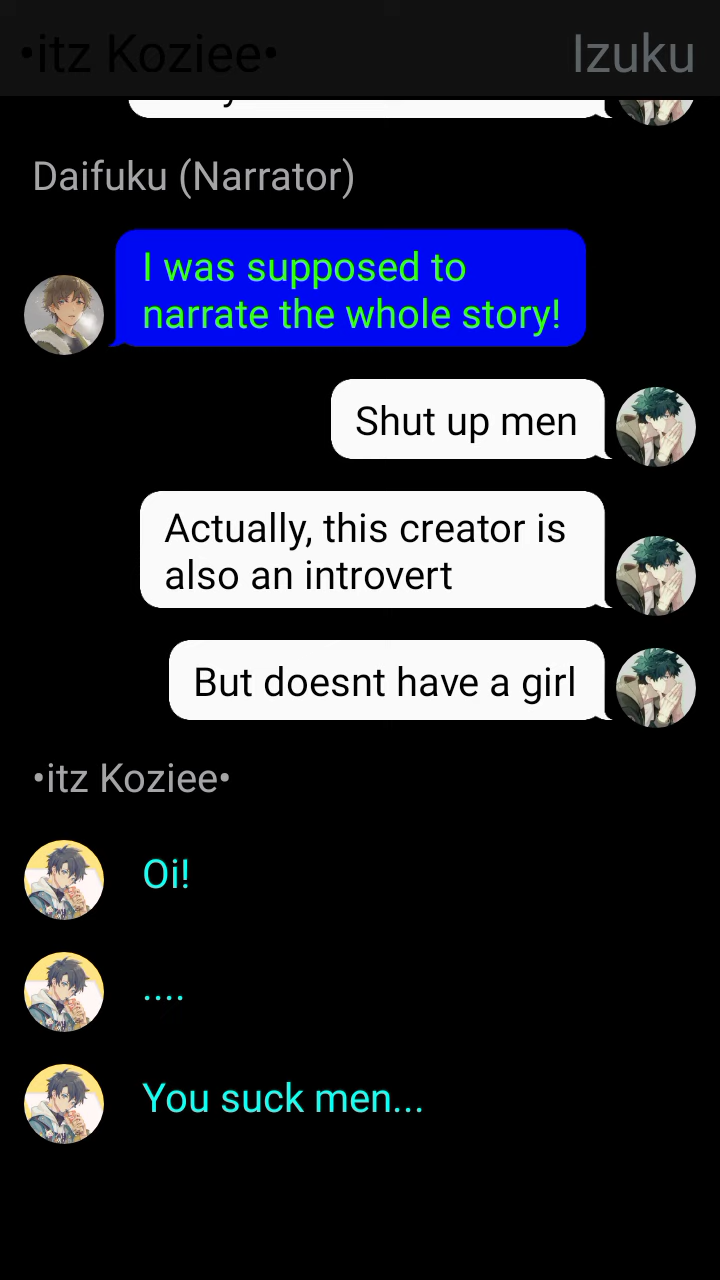 •itz Koziee•
Izuku
Daifuku (Narrator)
I was supposed to
narrate the whole story!
Shut up men
Actually, this creator is
also an introvert
But doesnt have a girl
•itz Koziee•
Oi!
....
You suck men...